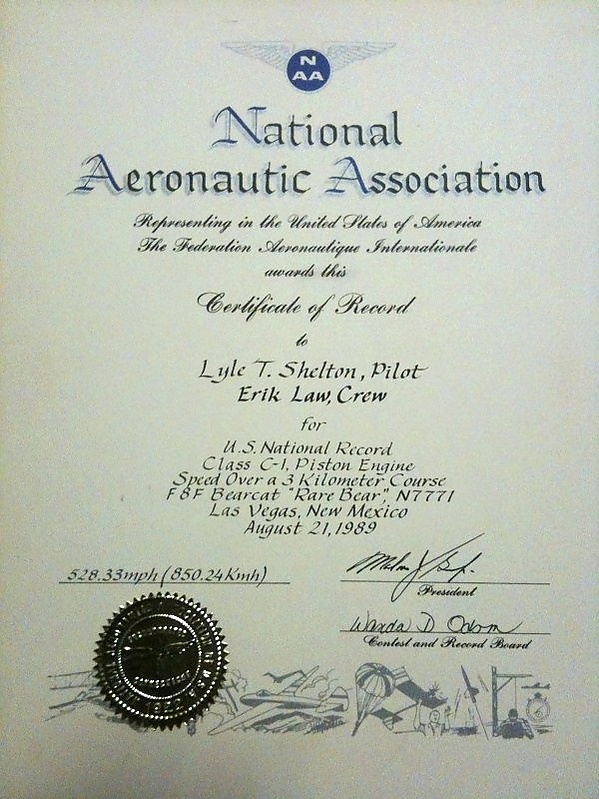 N
AA
National
Aeronautic Association
Representing in the United States of America
The Federation Aeronautique Internationale
awards this
Certificate of Record
to
Lyle T. Shelton, Pilot
Erik Law, Crew
for
U.S. National Record
Class C-1, Piston Engine
Speed Over a 3 Kilometer Course
F8F Bearcat "Rare Bear", N7771
Las Vegas, New Mexico
August 21, 1989
528.33mph (850.24Kmh)
President
Wanda D Odom
Contest and Record Board